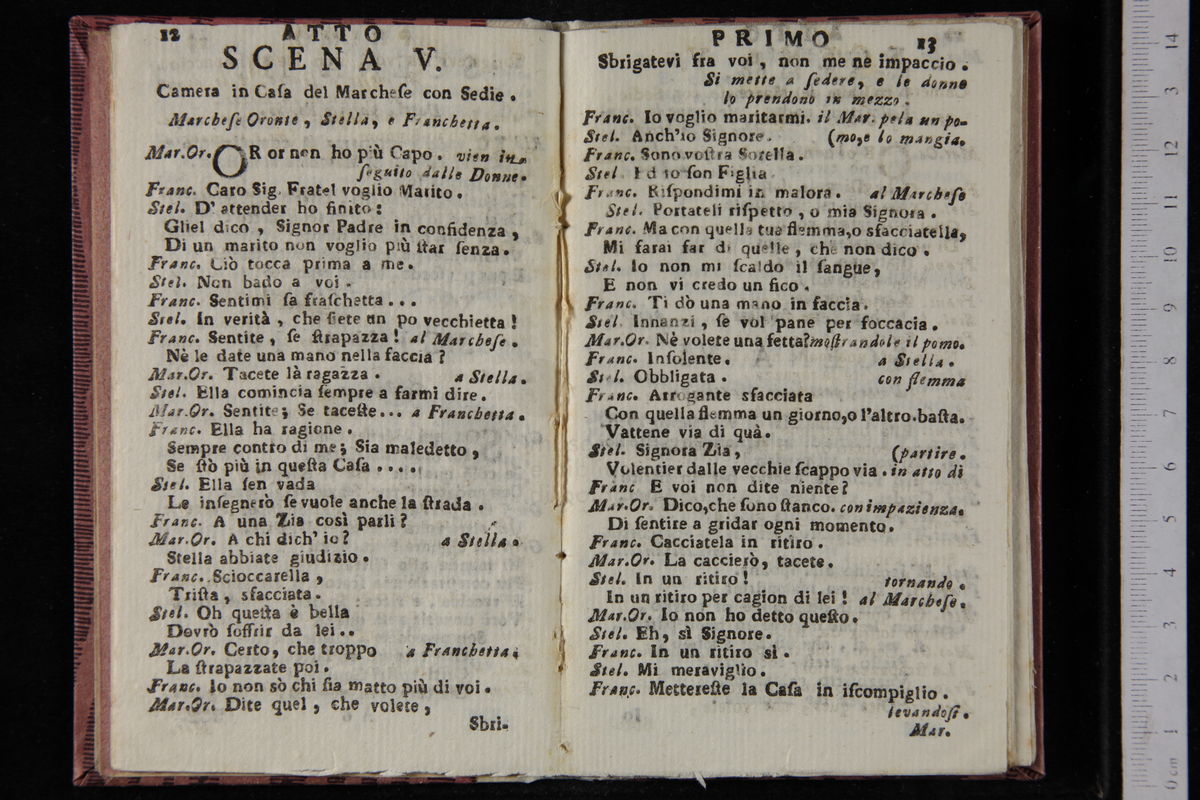 12 ATTO
SCENA V.
Camera in Caſa del Marcheſe con Sedie.
Marcheſe Oronte, Stella, e Franchetta.
Mar.Or. OR or non ho più Capo. vien in
ſeguito dalle Donne.
Franc. Caro Sig. Fratel voglio Marito.
Stel. D' attender ho finito:
Gliel dico, Signor Padre in confidenza,
Di un marito non voglio più ſtar ſenza.
Franc. Ciò tocca prima a me.
Stel. Non bado a voi.
Franc. Sentimi ſa fraſchetta...
Stel. In verità, che ſiete un po vecchietta!
Franc. Sentite, ſe ſtrapazza! al Marcheſe.
Nè le date una mano nella faccia?
Mar.Or. Tacete là ragazza. a Stella.
Stel. Ella comincia ſempre a farmi dire.
Mar.Or. Sentite; Se taceſte... a Franchetta.
Franc. Ella ha ragione.
Sempre contro di me; Sia maledetto,
Se ſtò più in queſta Caſa....
Stel. Ella ſen vada
Le inſegnerò ſe vuole anche la ſtrada.
Franc. A una Zia così parli?
Mar.Or. A chi dich' io? a Stella.
Stella abbiate giudizio.
Franc. Scioccarella,
Triſta, sfacciata.
Stel. Oh queſta è bella
Dovrò ſoffrir da lei..
Mar.Or. Certo, che troppo a Franchetta.
La ſtrapazzate poi.
Franc. Io non sò chi ſia matto più di voi.
Mar.Or. Dite quel, che volete,
Sbri-
PRIMO 13
Sbrigatevi fra voi, non me ne impaccio.
Si mette a ſedere, e le donne
lo prendono in mezzo.
Franc. Io voglio maritarmi. il Mar. pela un po-
Stel. Anch'io Signore. (mo,e lo mangia.
Franc. Sono voſtra Sorella.
Stel. Ed io ſon Figlia
Franc. Riſpondimi in malora. al Marcheſe
Stel. Portateli riſpetto, o mia Signora.
Franc. Ma con quella tua flemma,o sfacciatella,
Mi farai far di quelle, che non dico.
Stel. Io non mi ſcaldo il ſangue,
E non vi credo un fico.
Franc. Ti dò una mano in faccia.
Stel. Innanzi, ſe vol pane per foccacia.
Mar.Or. Nè volete una fetta?moſtrandole il pomo.
Franc. Inſolente. a Stella.
Stel. Obbligata. con flemma
Franc. Arrogante sfacciata
Con quella flemma un giorno,o l'altro.baſta.
Vattene via di quà.
Stel. Signora Zia, (partire.
Volentier dalle vecchie ſcappo via. in atto di
Franc E voi non dite niente?
Mar.Or. Dico,che ſono ſtanco. con impazienza.
Di ſentire a gridar ogni momento.
Franc. Cacciatela in ritiro.
Mar.Or. La caccierò, tacete.
Stel. In un ritiro! tornando.
In un ritiro per cagion di lei! al Marcheſe.
Mar.Or. Io non ho detto queſto.
Stel. Eh, sì Signore.
Franc. In un ritiro sì.
Stel. Mi meraviglio.
Franc. Mettereſte la Caſa in iſcompiglio.
levandoſi.
Mar.